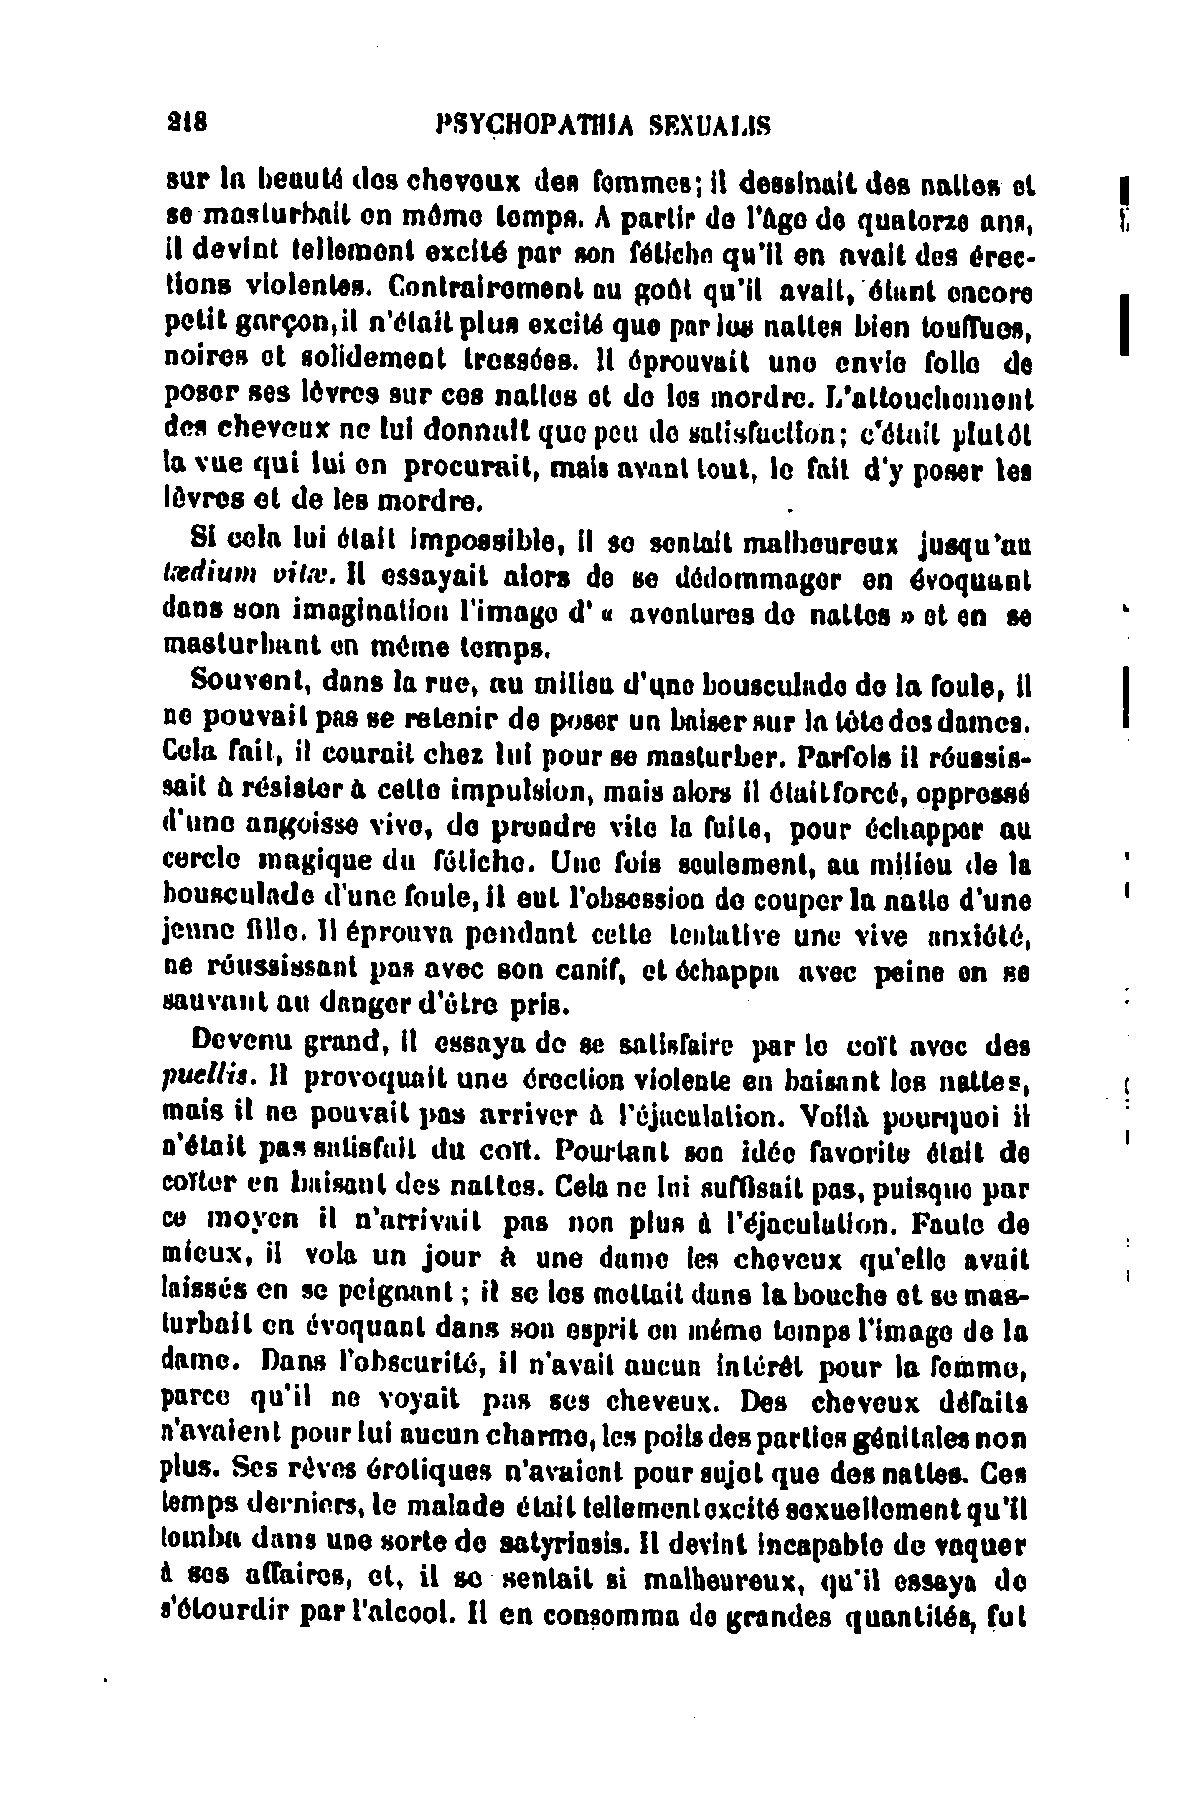 218 PSYCHOPATHIA SEXUALIS
sur la beauté des cheveux des femmes; il dessinait des nattes et
se masturbait en même temps. A partir de l'âge de quatorze ans,
il devint tellement excité par son fétiche qu'il en avait des érec-
tions violentes. Contrairement au goût qu'il avait, étant encore
petit garçon, il n'était plus excité que par les nattes bien touffues,
noires et solidement tressées. Il éprouvait une envie folle de
poser ses lèvres sur ces nattes et de les mordre. L'attouchement
des cheveux ne lui donnait que peu de satisfaction; c'était plutôt
la vue qui lui en procurait, mais avant tout, le fait d'y poser les
lèvres et de les mordre.
Si cela lui était impossible, il se sentait malheureux jusqu'au
tædium vitæ. Il essayait alors de se dédommager en évoquant
dans son imagination l'image d' « aventures de nattes » et en se
masturbant en même temps.
Souvent, dans la rue, au milieu d'une bousculade de la foule, il
ne pouvait pas se retenir de poser un baiser sur la tête des dames.
Cela fait, il courait chez lui pour se masturber. Parfois il réussis-
sait à résister à cette impulsion, mais alors il était forcé, oppressé
d'une angoisse vive, de prendre vite la fuite, pour échapper au
cercle magique du fétiche. Une fois seulement, au milieu de la
bousculade d'une foule, il eut l'obsession de couper la natte d'une
jeune fille. Il éprouva pendant cette tentative une vive anxiété,
ne réussissant pas avec son canif, et échappa avec peine en se
sauvant au danger d'être pris.
Devenu grand, il essaya de se satisfaire par le coït avec des
puellis. Il provoquait une érection violente en baisant les nattes,
mais il ne pouvait pas arriver à l'éjaculation. Voilà pourquoi il
n'était pas satisfait du coït. Pourtant son idée favorite était de
coïter en baisant des nattes. Cela ne lui suffisait pas, puisque par
ce moyen il n'arrivait pas non plus à l'éjaculation. Faute de
mieux, il vola un jour à une dame les cheveux qu'elle avait
laissés en se peignant; il se les mettait dans la bouche et se mas-
turbait en évoquant dans son esprit en même temps l'image de la
dame. Dans l'obscurité, il n'avait aucun intérêt pour la femme,
parce qu'il ne voyait pas ses cheveux. Des cheveux défaits
n'avaient pour lui aucun charme, les poils des parties génitales non
plus. Ses rêves érotiques n'avaient pour sujet que des nattes. Ces
temps derniers, le malade était tellement excité sexuellement qu'il
tomba dans une sorte de satyriasis. Il devint incapable de vaquer
à ses affaires, et, il se sentait si malheureux, qu'il essaya de
s'étourdir par l'alcool. Il en consomma de grandes quantités, fut